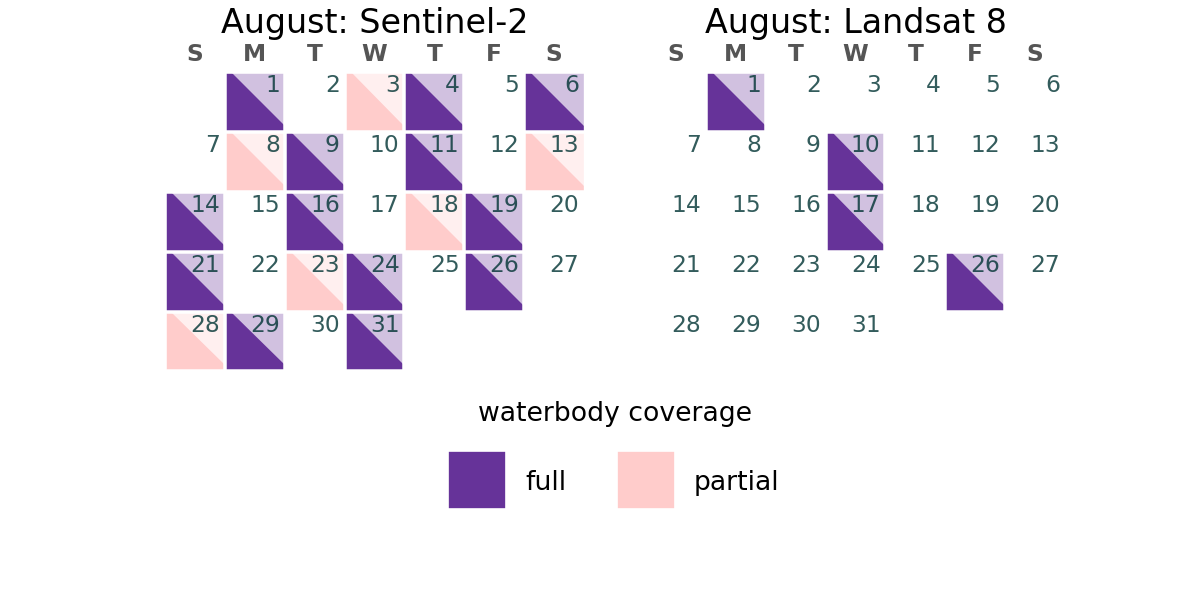 August: Sentinel-2
S M T W T F S
1 2 3 4 5 6
7 8 9 10 11 12 13
14 15 16 17 18 19 20
21 22 23 24 25 26 27
28 29 30 31
August: Landsat 8
S M T W T F S
1 2 3 4 5 6
7 8 9 10 11 12 13
14 15 16 17 18 19 20
21 22 23 24 25 26 27
28 29 30 31
waterbody coverage
full
partial